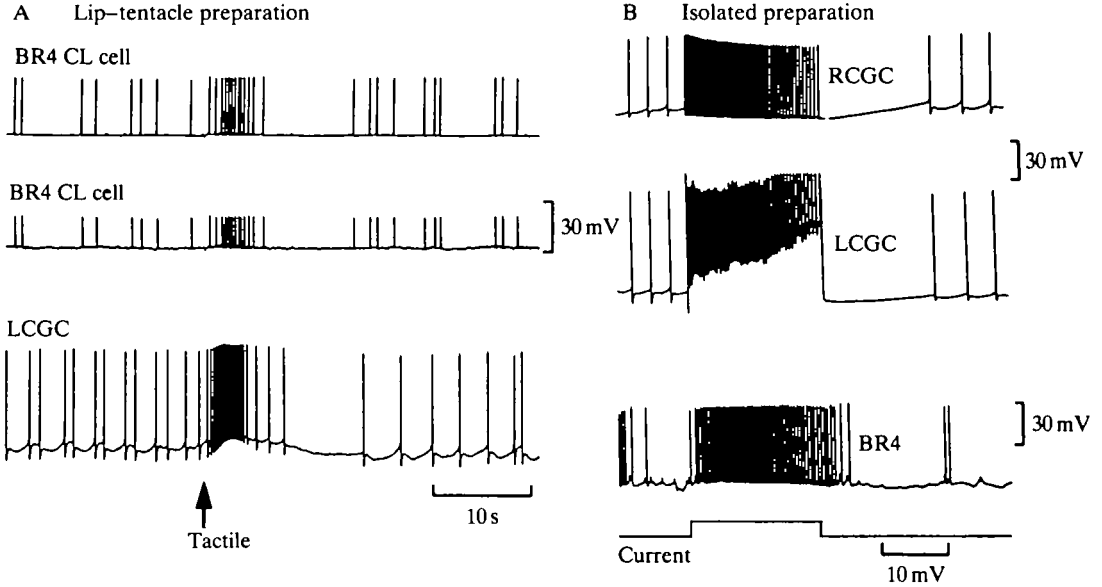 A Lip–tentacle preparation
BR4 CL cell
BR4 CL cell
30 mV
LCGC
10 s
Tactile
B Isolated preparation
RCGC
30 mV
LCGC
30 mV
BR4
Current
10 mV